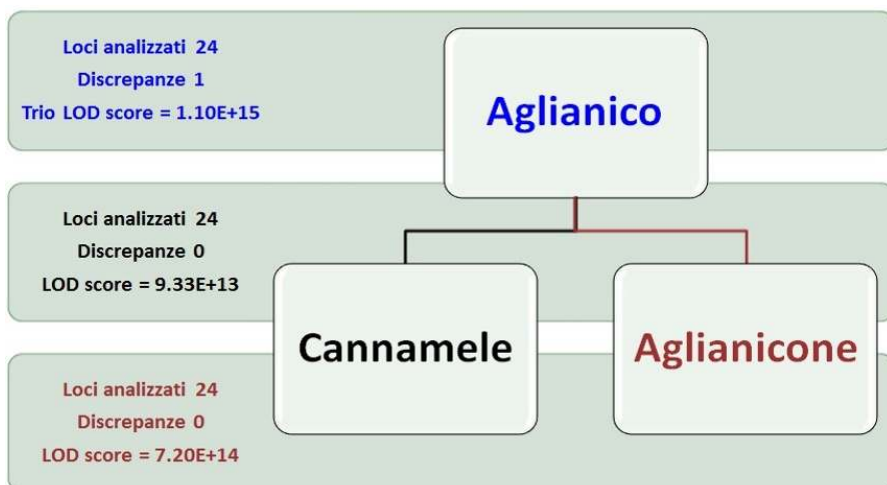 Loci analizzati 24
Discrepanze 1
Trio LOD score = 1.10E+15
Aglianico
Loci analizzati 24
Discrepanze 0
LOD score = 9.33E+13
Cannamele
Aglianicone
Loci analizzati 24
Discrepanze 0
LOD score = 7.20E+14